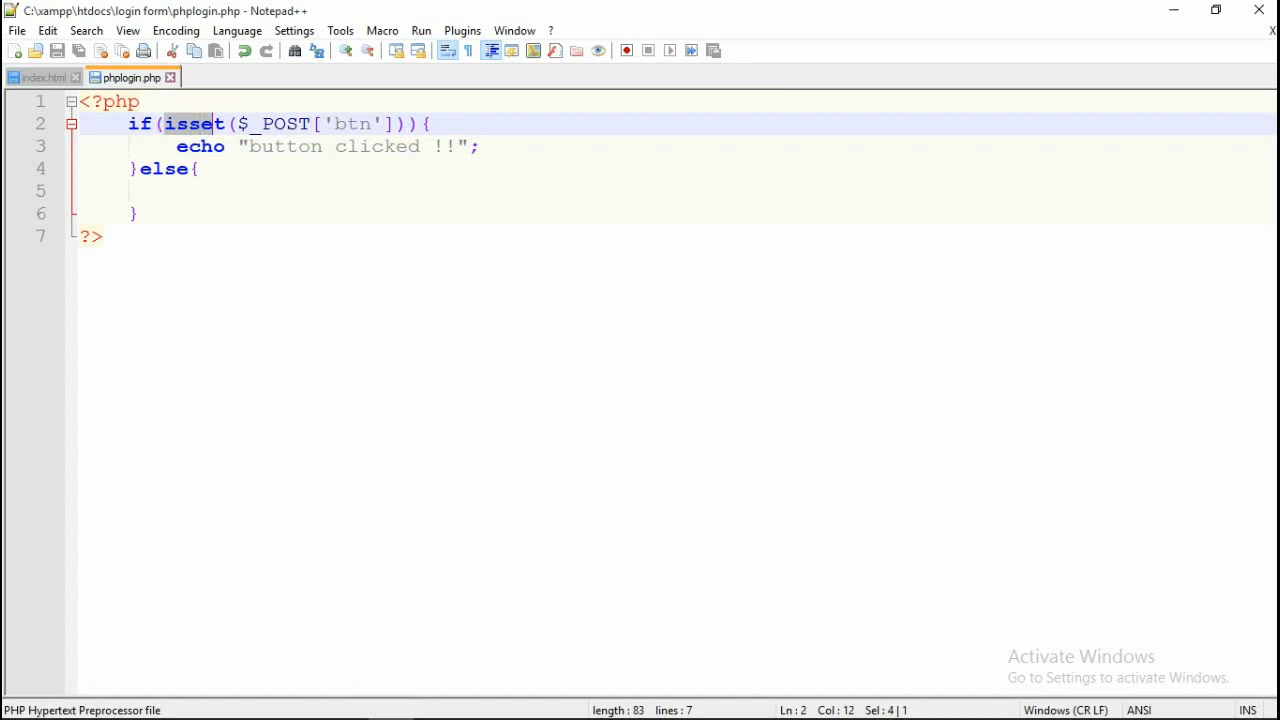 C:\xampp\htdocs\login form\phplogin.php - Notepad++
File Edit Search View Encoding Language Settings Tools Macro Run Plugins Window ? X
index.html phplogin.php
1 <?php
2 if(isset($_POST['btn'])){
3 echo "button clicked !!";
4 }else{
5
6 }
7 ?>
Activate Windows
Go to Settings to activate Windows.
PHP Hypertext Preprocessor file length : 83 lines : 7 Ln : 2 Col : 12 Sel : 4 | 1 Windows (CR LF) ANSI INS